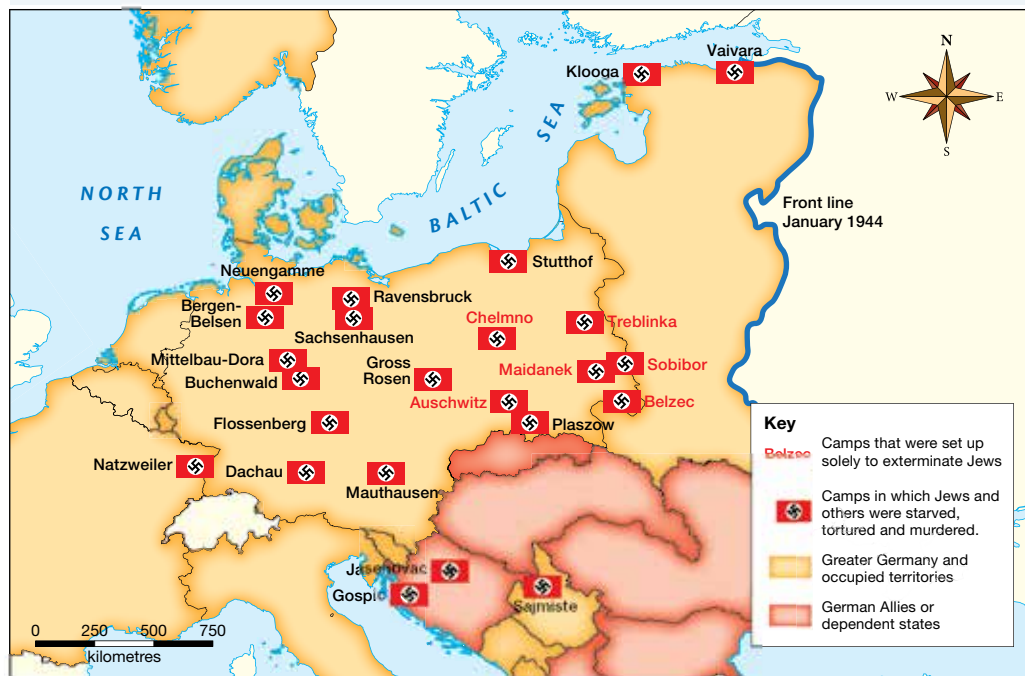 Vaivara
Klooga
N
W
E
S
NORTH
SEA
BALTIC SEA
Front line
January 1944
Stutthof
Neuengamme
Ravensbruck
Bergen-
Belsen
Sachsenhausen
Chelmno
Treblinka
Mittelbau-Dora
Buchenwald
Gross
Rosen
Maidanek
Sobibor
Auschwitz
Belzec
Flossenberg
Plaszow
Natzweiler
Dachau
Mauthausen
Jasenovac
Gospic
Sajmiste
0 250 500 750
kilometres
Key
Belzec
Camps that were set up
solely to exterminate Jews
Camps in which Jews and
others were starved,
tortured and murdered.
Greater Germany and
occupied territories
German Allies or
dependent states